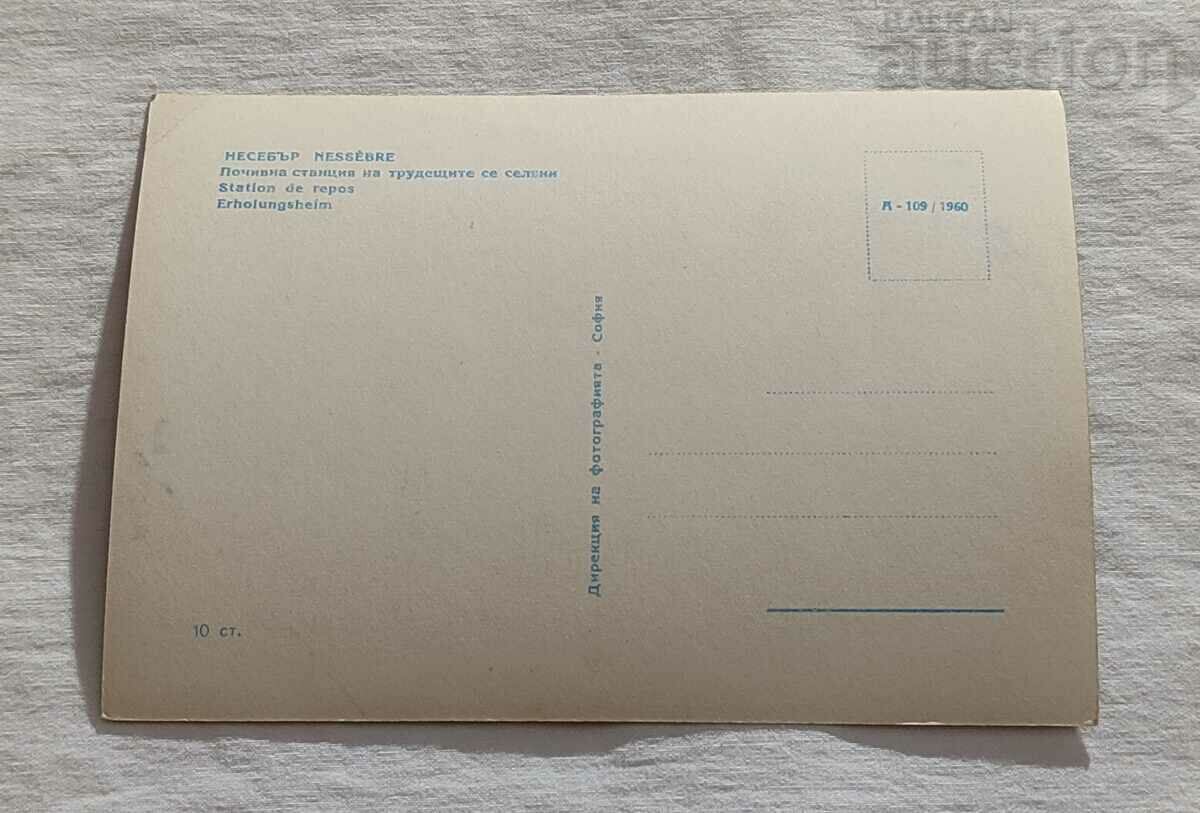 BALKAN
auction
НЕСЕБЪР NESSÈBRE
Почивна станция на трудещите се селяни
Station de repos
Erholungsheim
А - 109 / 1960
Дирекция на фотографията - София
10 ст.